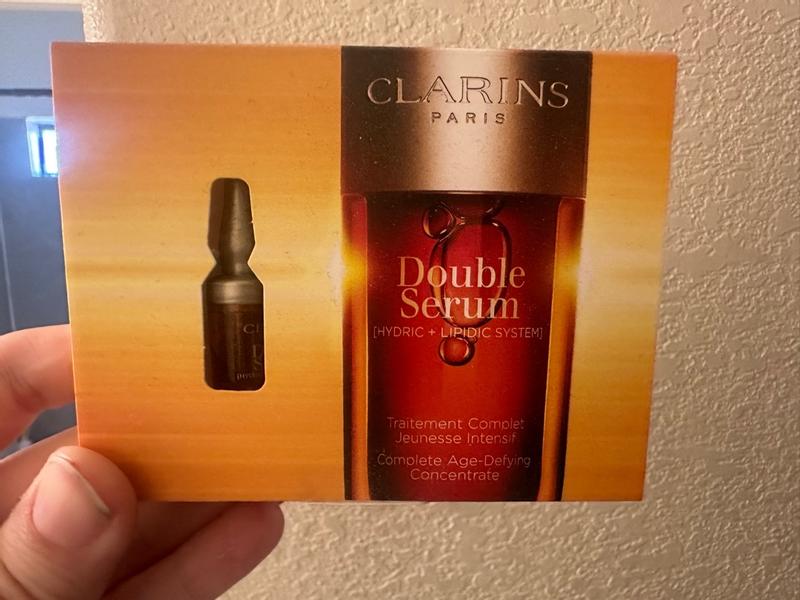 CLARINS
PARIS
Double
Serum
[HYDRIC + LIPIDIC SYSTEM]
Traitement Complet
Jeunesse Intensif
Complete Age-Defying
Concentrate